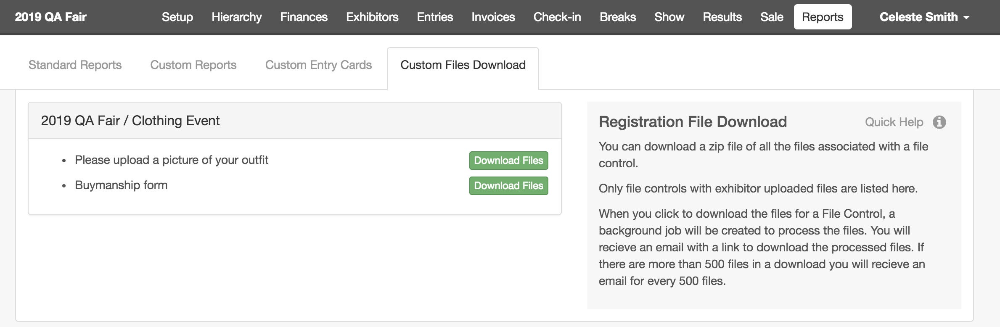 2019 QA Fair Setup Hierarchy Finances Exhibitors Entries Invoices Check-in Breaks Show Results Sale Reports Celeste Smith
Standard Reports Custom Reports Custom Entry Cards Custom Files Download
2019 QA Fair / Clothing Event
Please upload a picture of your outfit Download Files
Buymanship form Download Files
Registration File Download Quick Help
You can download a zip file of all the files associated with a file
control.
Only file controls with exhibitor uploaded files are listed here.
When you click to download the files for a File Control, a
background job will be created to process the files. You will
recieve an email with a link to download the processed files. If
there are more than 500 files in a download you will recieve an
email for every 500 files.